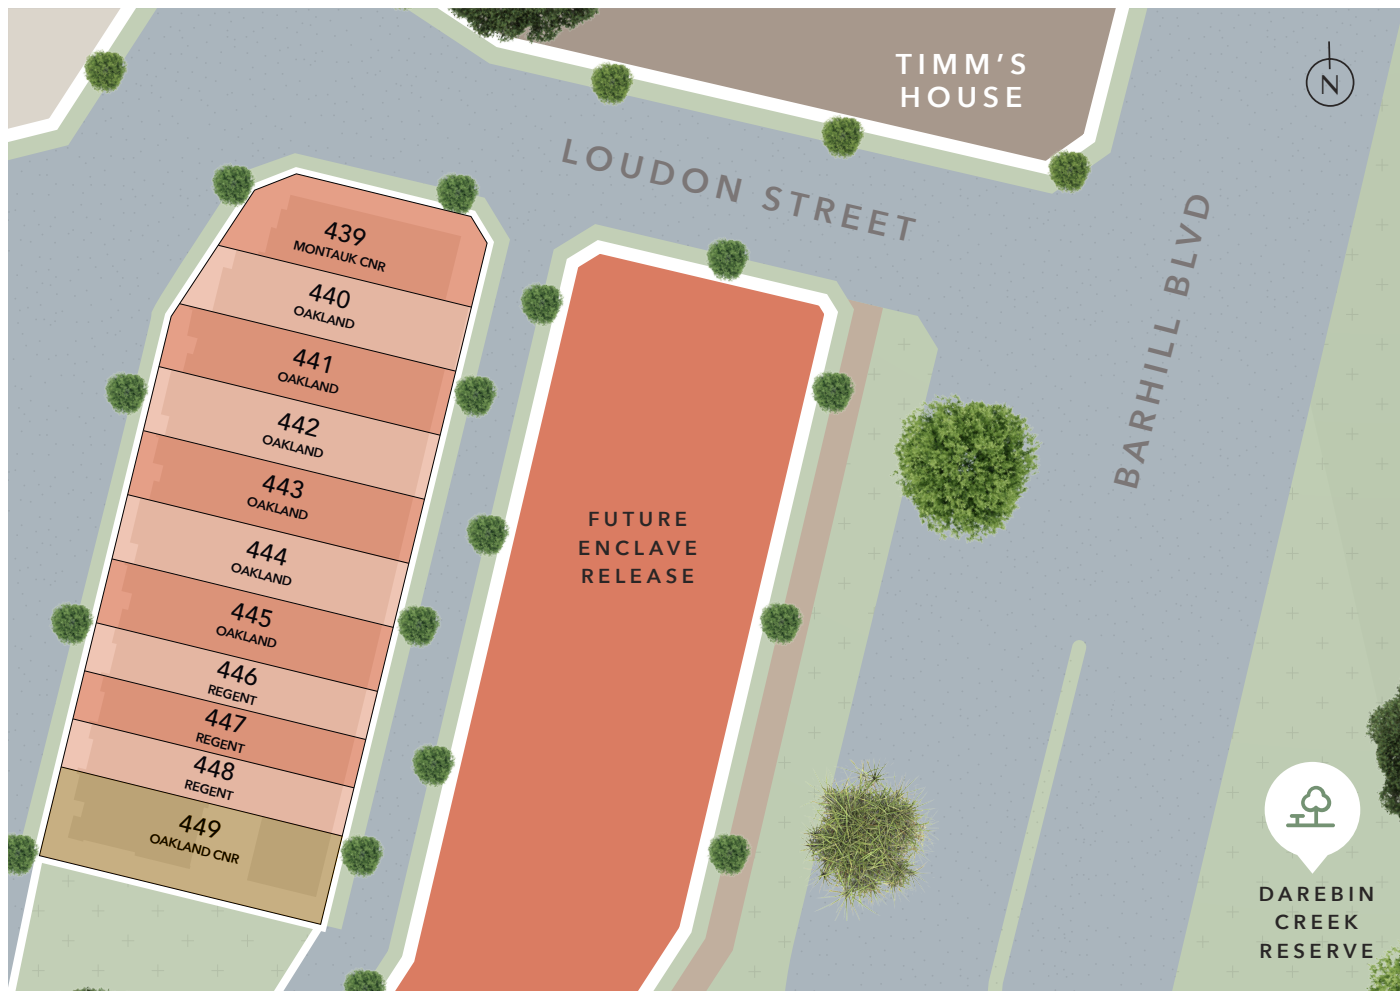 TIMM'S
HOUSE
N
LOUDON STREET
BARHILL BLVD
439
MONTAUK CNR
440
OAKLAND
441
OAKLAND
442
OAKLAND
443
OAKLAND
444
OAKLAND
445
OAKLAND
446
REGENT
447
REGENT
448
REGENT
449
OAKLAND CNR
FUTURE
ENCLAVE
RELEASE
DAREBIN
CREEK
RESERVE